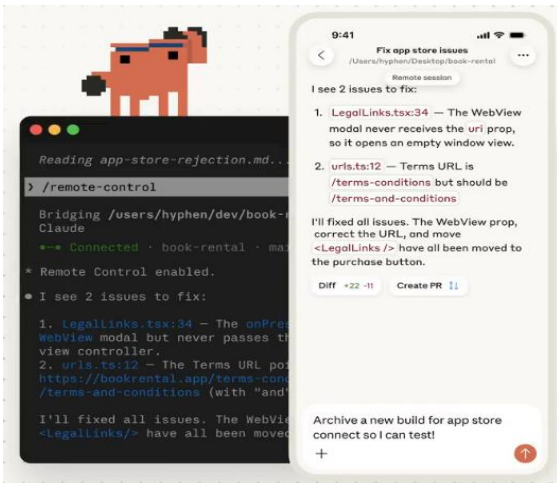 Reading app-store-rejection.md...
> /remote-control
Bridging /users/hyphen/dev/book-
Claude
Connected · book-rental ·
* Remote Control enabled.
● I see 2 issues to fix:
1. LegalLinks.tsx:34 — The onPres
WebView modal but never passes th
view controller.
2. urls.ts:12 — The Terms URL poi
https://bookrental.app/terms-con
/terms-and-conditions (with "and"
I'll fixed all issues. The WebVie
<LegalLinks/> have all been moved
9:41
Fix app store issues
/Users/hyphen/Desktop/book-rental
Remote session
I see 2 issues to fix:
1. LegalLinks.tsx:34 — The WebView
modal never receives the uri prop,
so it opens an empty window view.
2. urls.ts:12 — Terms URL is
/terms-conditions but should be
/terms-and-conditions
I'll fixed all issues. The WebView prop,
correct the URL, and move
<LegalLinks /> have all been moved to
the purchase button.
Diff +22 -11 Create PR
Archive a new build for app store
connect so I can test!